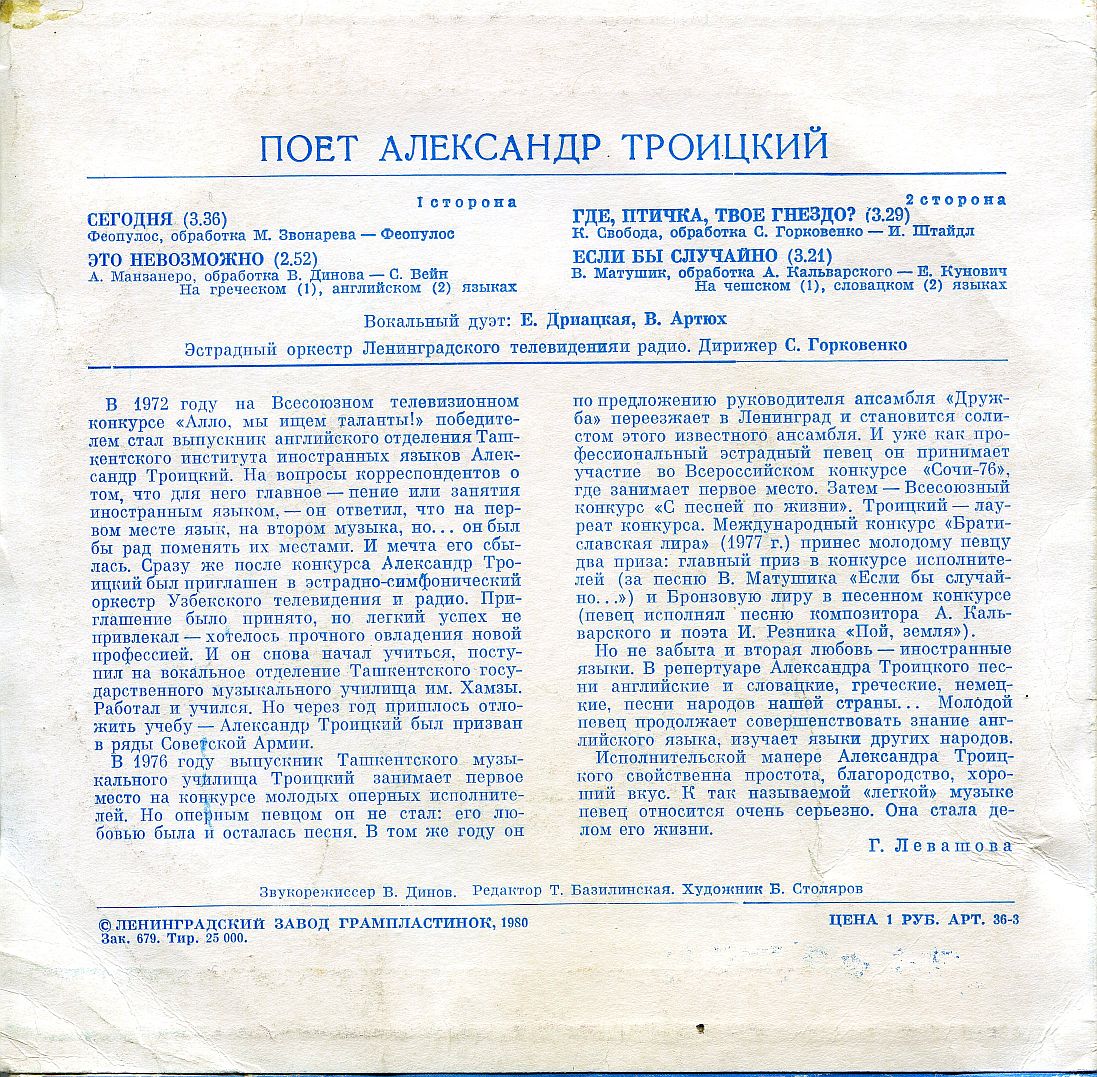 ПОЕТ АЛЕКСАНДР ТРОИЦКИЙ
1 сторона
СЕГОДНЯ (3.36)
Феопулос, обработка М. Звонарева — Феопулос
ЭТО НЕВОЗМОЖНО (2.52)
А. Манзанеро, обработка В. Динова — С. Вейн
На греческом (1), английском (2) языках
2 сторона
ГДЕ, ПТИЧКА, ТВОЕ ГНЕЗДО? (3.29)
К. Свобода, обработка С. Горковенко — И. Штайдл
ЕСЛИ БЫ СЛУЧАЙНО (3.21)
В. Матушик, обработка А. Кальварского — Е. Кунович
На чешском (1), словацком (2) языках
Вокальный дуэт: Е. Дриацкая, В. Артюх
Эстрадный оркестр Ленинградского телевиденияи радио. Дирижер С. Горковенко
В 1972 году на Всесоюзном телевизионном
конкурсе «Алло, мы ищем таланты!» победите-
лем стал выпускник английского отделения Таш-
кентского института иностранных языков Алек-
сандр Троицкий. На вопросы корреспондентов о
том, что для него главное — пение или занятия
иностранным языком, — он ответил, что на пер-
вом месте язык, на втором музыка, но... он был
бы рад поменять их местами. И мечта его сбы-
лась. Сразу же после конкурса Александр Тро-
ицкий был приглашен в эстрадно-симфонический
оркестр Узбекского телевидения и радио. При-
глашение было принято, но легкий успех не
привлекал — хотелось прочного овладения новой
профессией. И он снова начал учиться, посту-
пил на вокальное отделение Ташкентского госу-
дарственного музыкального училища им. Хамзы.
Работал и учился. Но через год пришлось отло-
жить учебу — Александр Троицкий был призван
в ряды Советской Армии.
В 1976 году выпускник Ташкентского музы-
кального училища Троицкий занимает первое
место на конкурсе молодых оперных исполните-
лей. Но оперным певцом он не стал: его лю-
бовью была и осталась песня. В том же году он
по предложению руководителя ансамбля «Друж-
ба» переезжает в Ленинград и становится соли-
стом этого известного ансамбля. И уже как про-
фессиональный эстрадный певец он принимает
участие во Всероссийском конкурсе «Сочи-76»,
где занимает первое место. Затем — Всесоюзный
конкурс «С песней по жизни». Троицкий — лау-
реат конкурса. Международный конкурс «Брати-
славская лира» (1977 г.) принес молодому певцу
два приза: главный приз в конкурсе исполните-
лей (за песню В. Матушика «Если бы случай-
но...») и Бронзовую лиру в песенном конкурсе
(певец исполнял песню композитора А. Каль-
варского и поэта И. Резника «Пой, земля»).
Но не забыта и вторая любовь — иностранные
языки. В репертуаре Александра Троицкого пес-
ни английские и словацкие, греческие, немец-
кие, песни народов нашей страны... Молодой
певец продолжает совершенствовать знание анг-
лийского языка, изучает языки других народов.
Исполнительской манере Александра Троиц-
кого свойственна простота, благородство, хоро-
ший вкус. К так называемой «легкой» музыке
певец относится очень серьезно. Она стала де-
лом его жизни.
Г. Левашова
Звукорежиссер В. Динов. Редактор Т. Базилинская. Художник Б. Столяров
© ЛЕНИНГРАДСКИЙ ЗАВОД ГРАМПЛАСТИНОК, 1980
Зак. 679. Тир. 25 000.
ЦЕНА 1 РУБ. АРТ. 36-3